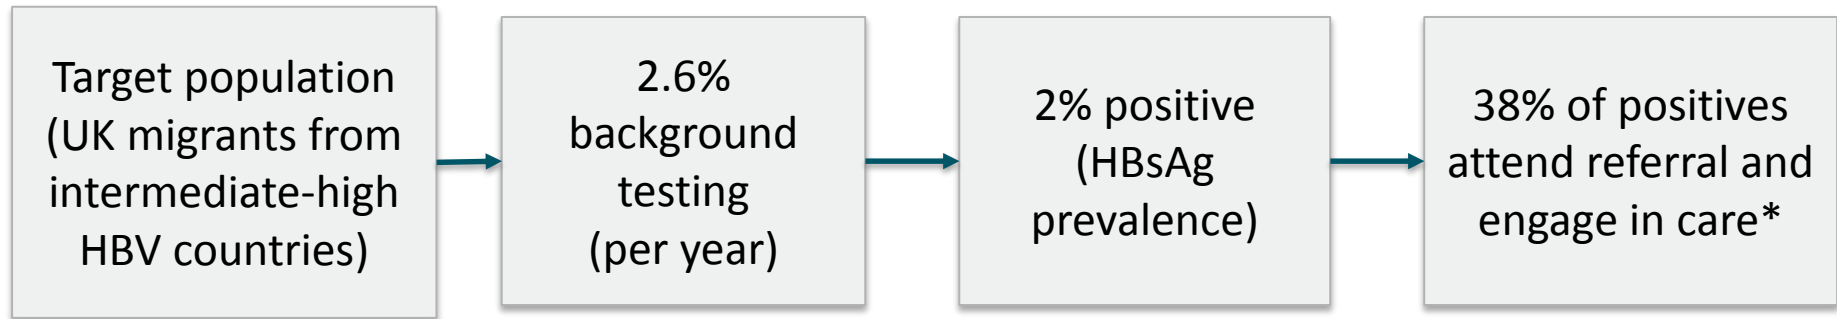 Target population
(UK migrants from
intermediate-high
HBV countries)
2.6%
background
testing
(per year)
2% positive
(HBsAg
prevalence)
38% of positives
attend referral and
engage in care*